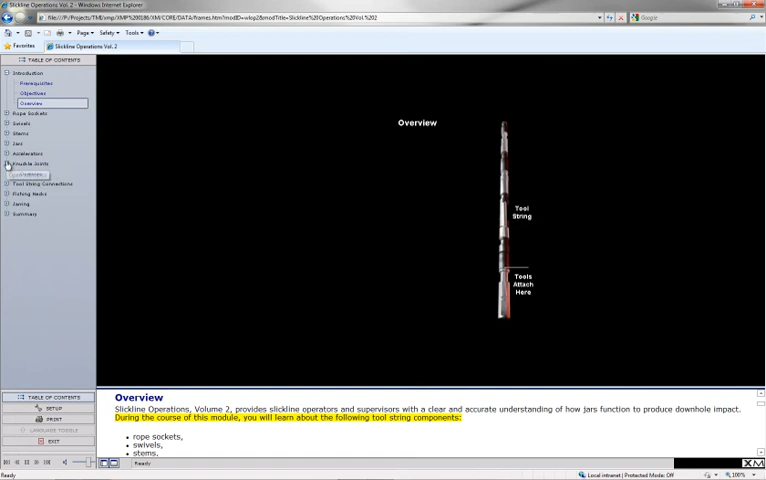 Slickline Operations Vol. 2 - Windows Internet Explorer
Google
Page
Safety
Tools
Favorites
Slickline Operations Vol. 2
TABLE OF CONTENTS
Introduction
Prerequisites
Objectives
Overview
Rope Sockets
Swivels
Stems
Jars
Accelerators
Knuckle Joints
Tool String Connections
Fishing Necks
Jarring
Summary
Overview
Tool
String
Tools
Attach
Here
TABLE OF CONTENTS
SETUP
PRINT
LANGUAGE TOGGLE
EXIT
Overview
Slickline Operations, Volume 2, provides slickline operators and supervisors with a clear and accurate understanding of how jars function to produce downhole impact.
During the course of this module, you will learn about the following tool string components:
• rope sockets,
• swivels,
• stems,
Ready
XM
Ready
Local intranet | Protected Mode: Off
100%